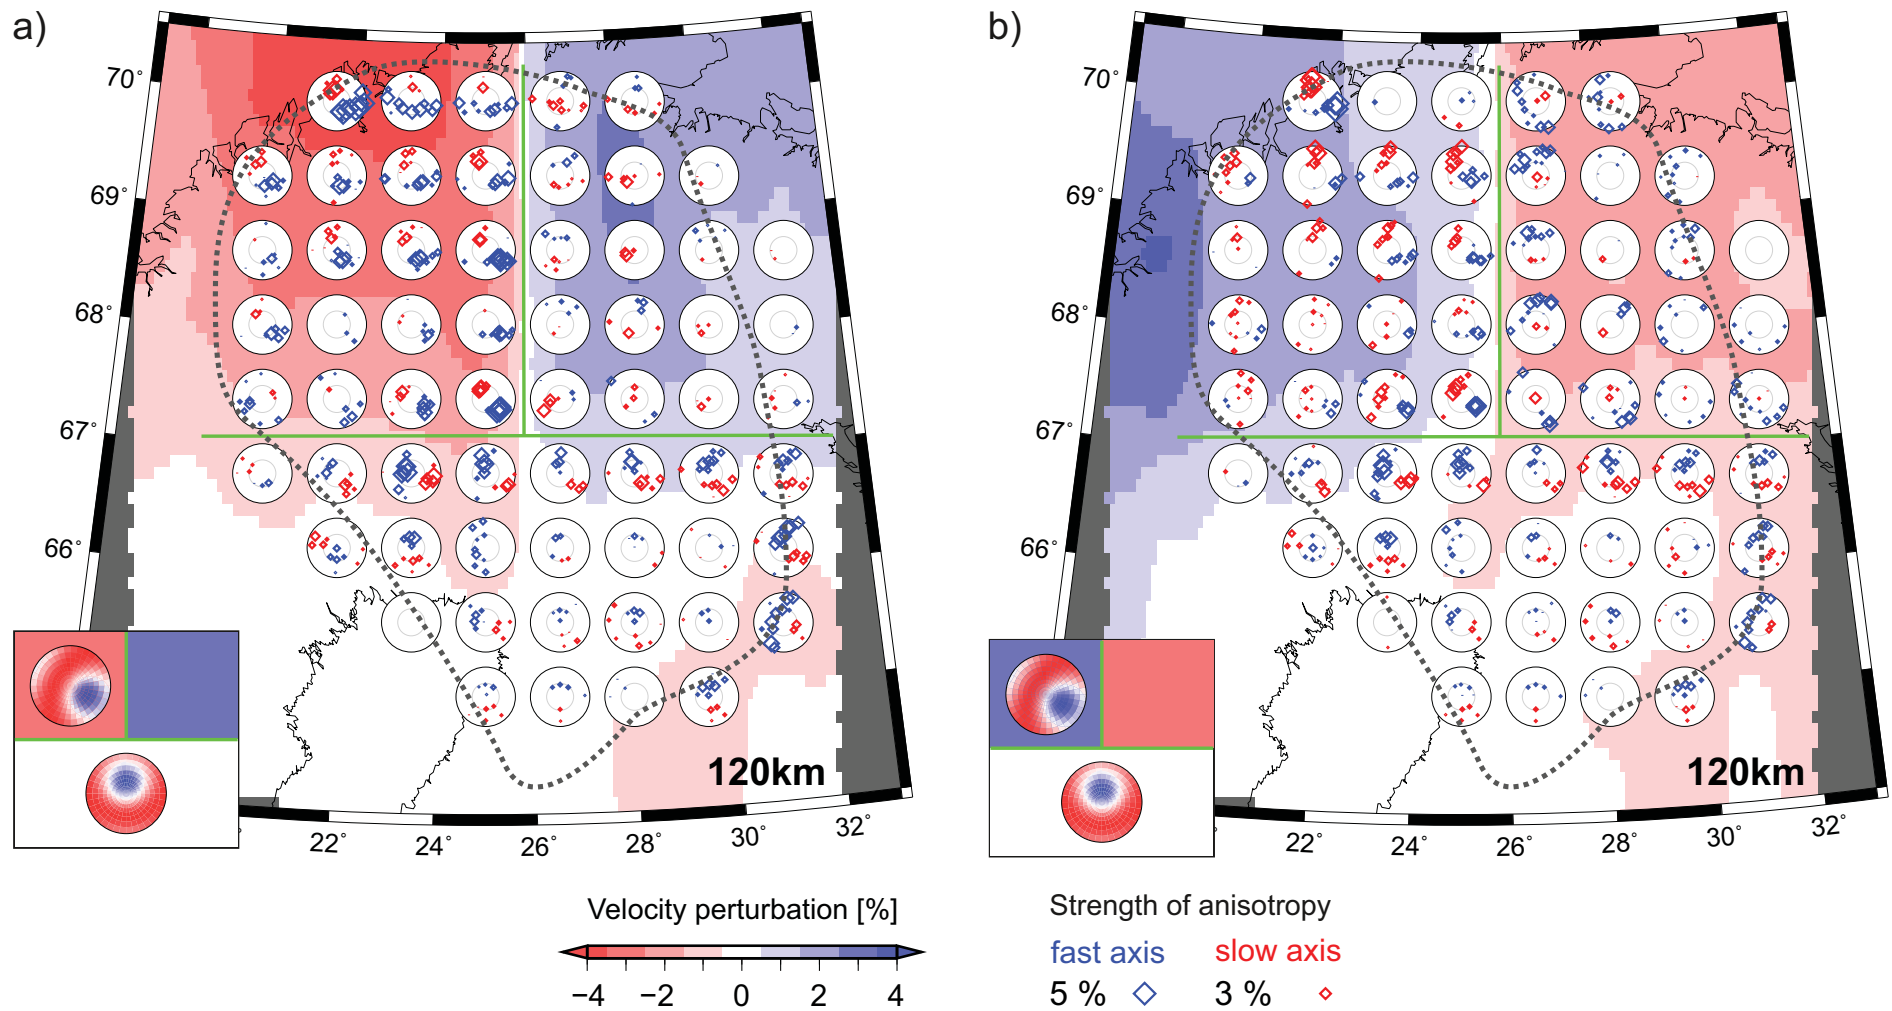 a)
70°
69°
68°
67°
66°
22°
24°
26°
28°
30°
32°
120km
b)
70°
69°
68°
67°
66°
22°
24°
26°
28°
30°
32°
120km
Velocity perturbation [%]
−4 −2 0 2 4
Strength of anisotropy
fast axis slow axis
5 % 3 %